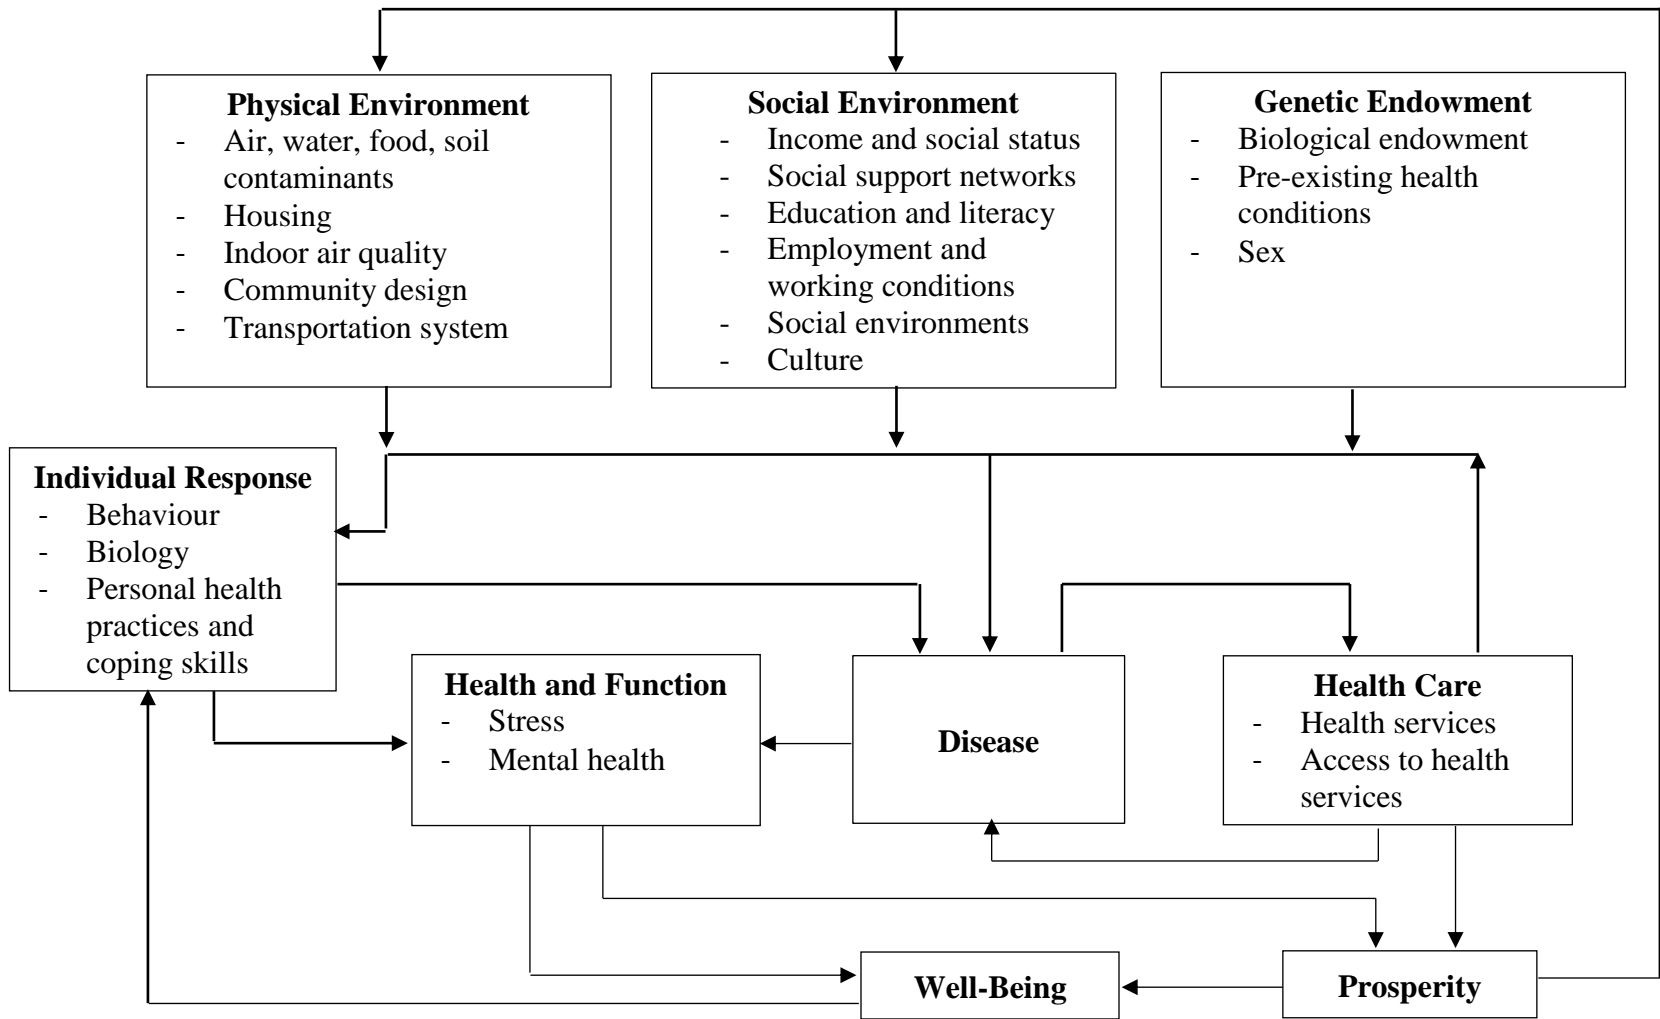 Physical Environment
- Air, water, food, soil
contaminants
- Housing
- Indoor air quality
- Community design
- Transportation system
Social Environment
- Income and social status
- Social support networks
- Education and literacy
- Employment and
working conditions
- Social environments
- Culture
Genetic Endowment
- Biological endowment
- Pre-existing health
conditions
- Sex
Individual Response
- Behaviour
- Biology
- Personal health
practices and
coping skills
Health and Function
- Stress
- Mental health
Disease
Health Care
- Health services
- Access to health
services
Well-Being
Prosperity